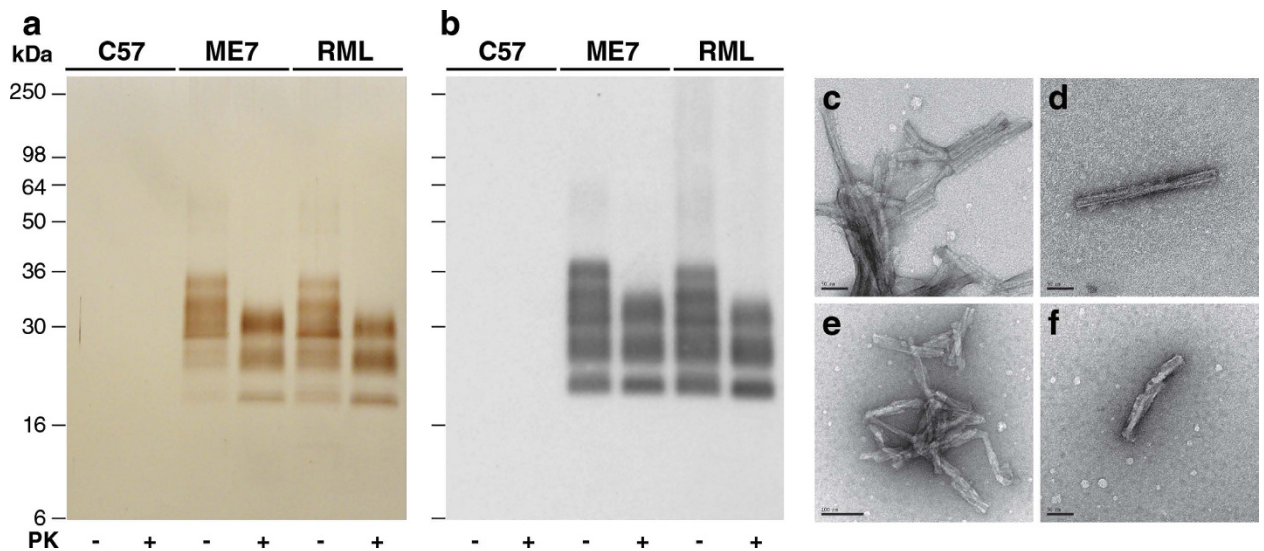 a
b
kDa
C57 ME7 RML
C57 ME7 RML
250
98
64
50
36
30
16
6
PK - + - + - +
- + - + - +
c
d
e
f